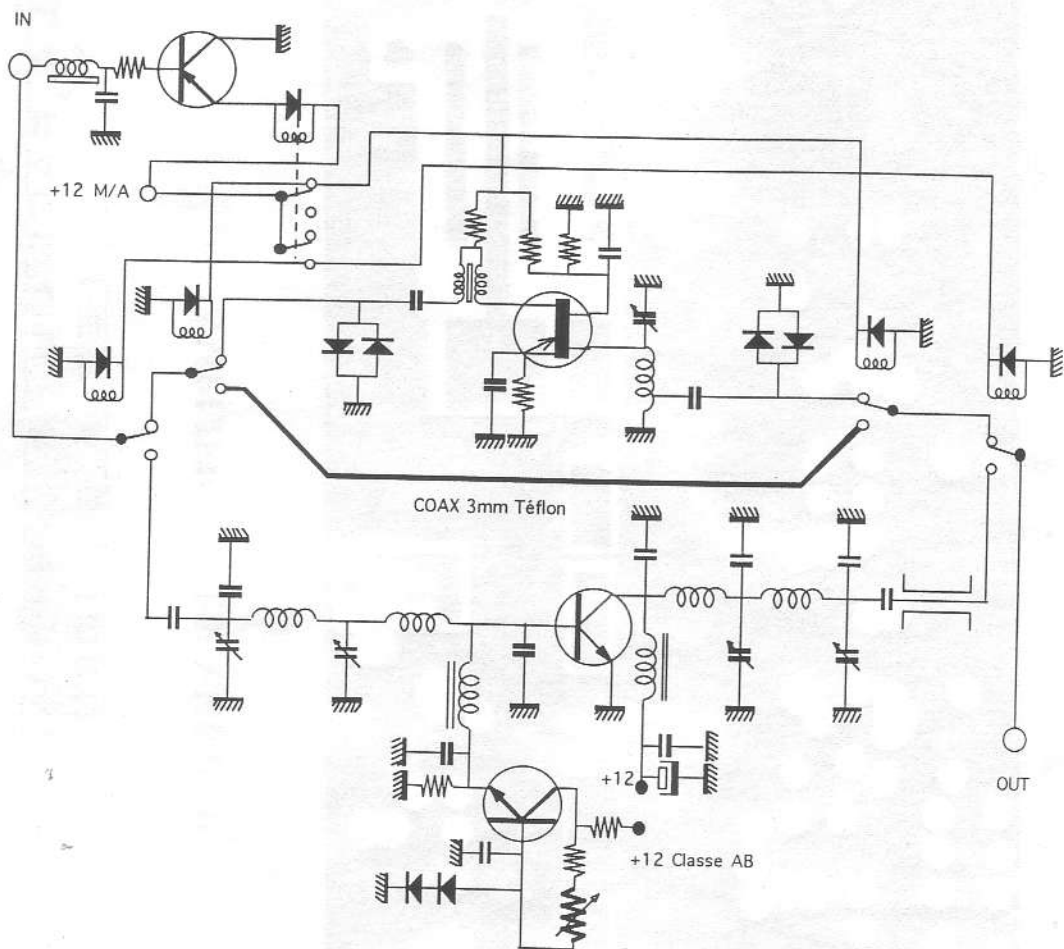 IN
+12 M/A
COAX 3mm Téflon
+12
OUT
+12 Classe AB